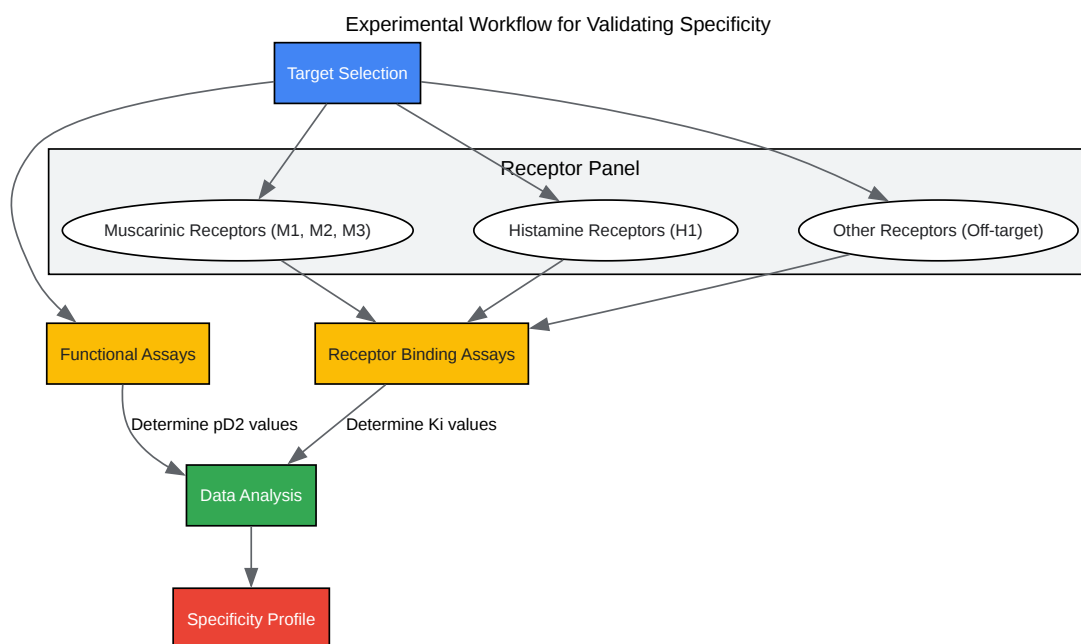 Experimental Workflow for Validating Specificity
Target Selection
Receptor Panel
Muscarinic Receptors (M1, M2, M3)
Histamine Receptors (H1)
Other Receptors (Off-target)
Functional Assays
Receptor Binding Assays
Determine pD2 values
Determine Ki values
Data Analysis
Specificity Profile